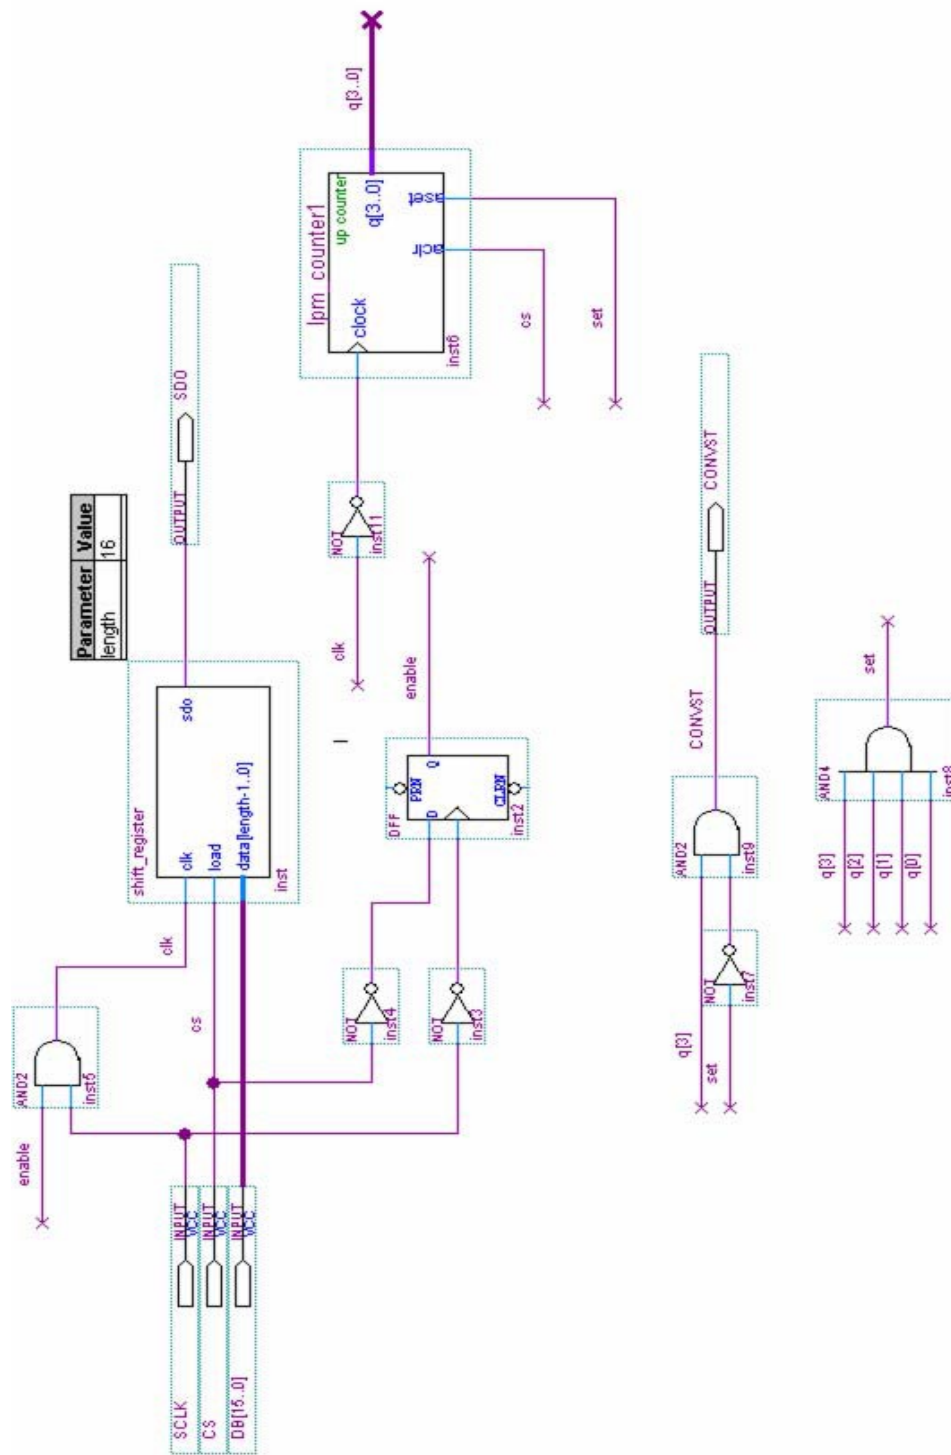 Parameter Value
length 16
shift_register
clk
load
data[length-1..0]
sdo
inst
OUTPUT
SDO
AND2
inst5
enable
clk
cs
SCLK
INPUT
VCC
CS
INPUT
VCC
DB[15..0]
INPUT
VCC
NOT
inst4
NOT
inst3
DFF
PRN
D
Q
CLRN
inst2
enable
clk
NOT
inst11
lpm_counter1
up counter
clock
q[3..0]
aclr
aset
inst6
q[3..0]
cs
set
q[3]
set
NOT
inst7
AND2
inst9
CONVST
OUTPUT
CONVST
AND4
q[3]
q[2]
q[1]
q[0]
inst8
set